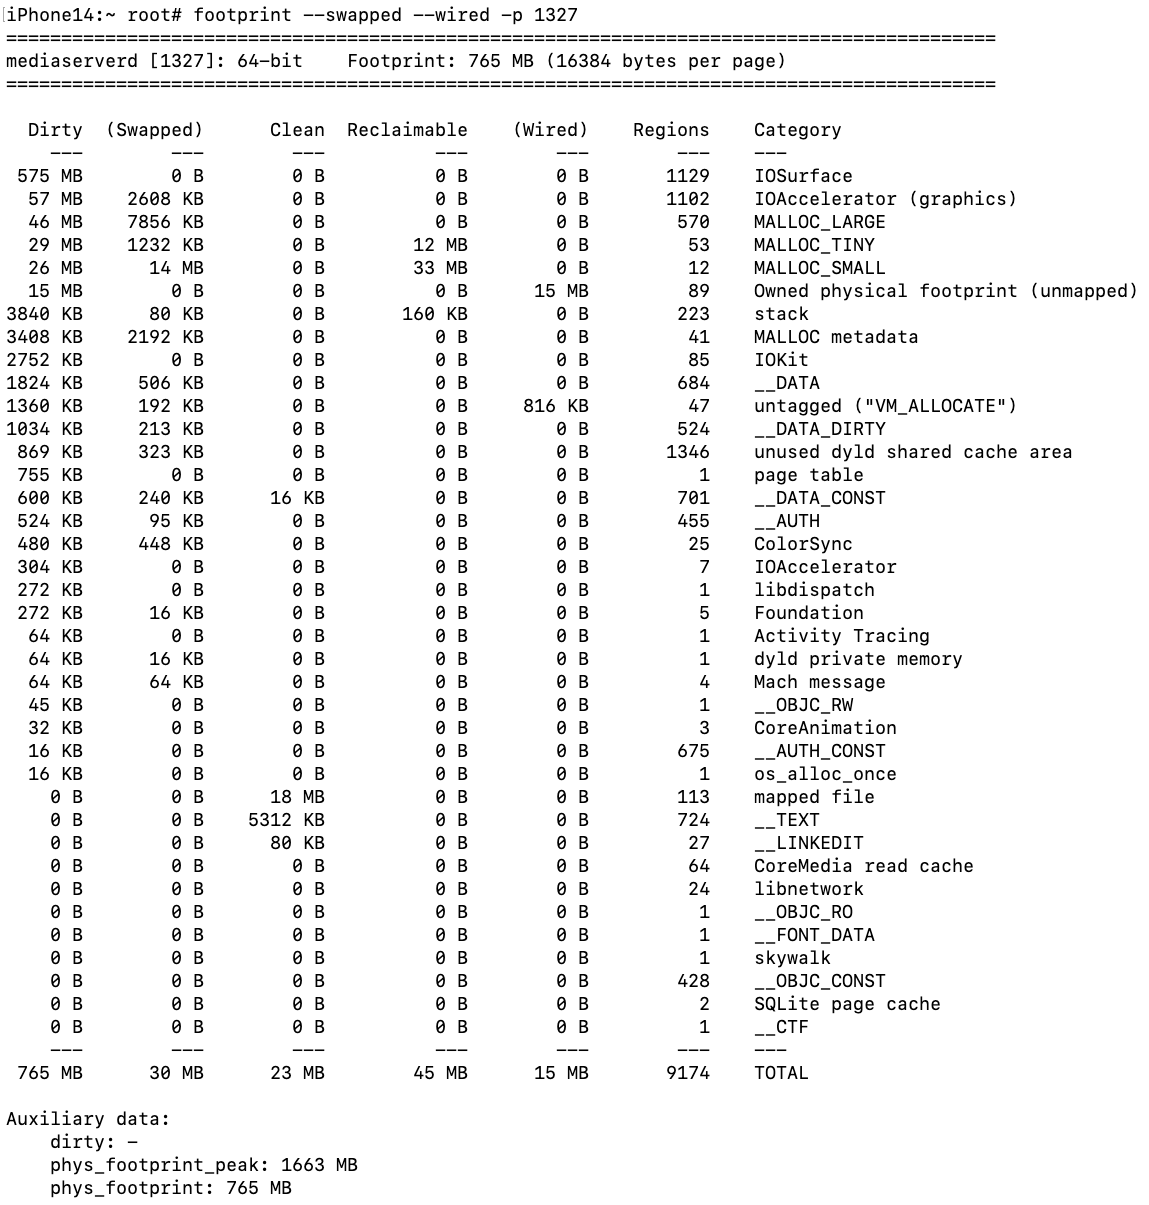 iPhone14:~ root# footprint --swapped --wired -p 1327
==========================================================================================
mediaserverd [1327]: 64-bit    Footprint: 765 MB (16384 bytes per page)
==========================================================================================
  Dirty  (Swapped)      Clean  Reclaimable    (Wired)    Regions    Category
    ---        ---        ---          ---        ---        ---    ---
 575 MB        0 B        0 B          0 B        0 B       1129    IOSurface
  57 MB    2608 KB        0 B          0 B        0 B       1102    IOAccelerator (graphics)
  46 MB    7856 KB        0 B          0 B        0 B        570    MALLOC_LARGE
  29 MB    1232 KB        0 B        12 MB        0 B         53    MALLOC_TINY
  26 MB      14 MB        0 B        33 MB        0 B         12    MALLOC_SMALL
  15 MB        0 B        0 B          0 B      15 MB         89    Owned physical footprint (unmapped)
3840 KB      80 KB        0 B       160 KB        0 B        223    stack
3408 KB    2192 KB        0 B          0 B        0 B         41    MALLOC metadata
2752 KB        0 B        0 B          0 B        0 B         85    IOKit
1824 KB     506 KB        0 B          0 B        0 B        684    __DATA
1360 KB     192 KB        0 B          0 B     816 KB         47    untagged ("VM_ALLOCATE")
1034 KB     213 KB        0 B          0 B        0 B        524    __DATA_DIRTY
 869 KB     323 KB        0 B          0 B        0 B       1346    unused dyld shared cache area
 755 KB        0 B        0 B          0 B        0 B          1    page table
 600 KB     240 KB      16 KB          0 B        0 B        701    __DATA_CONST
 524 KB      95 KB        0 B          0 B        0 B        455    __AUTH
 480 KB     448 KB        0 B          0 B        0 B         25    ColorSync
 304 KB        0 B        0 B          0 B        0 B          7    IOAccelerator
 272 KB        0 B        0 B          0 B        0 B          1    libdispatch
 272 KB      16 KB        0 B          0 B        0 B          5    Foundation
  64 KB        0 B        0 B          0 B        0 B          1    Activity Tracing
  64 KB      16 KB        0 B          0 B        0 B          1    dyld private memory
  64 KB      64 KB        0 B          0 B        0 B          4    Mach message
  45 KB        0 B        0 B          0 B        0 B          1    __OBJC_RW
  32 KB        0 B        0 B          0 B        0 B          3    CoreAnimation
  16 KB        0 B        0 B          0 B        0 B        675    __AUTH_CONST
  16 KB        0 B        0 B          0 B        0 B          1    os_alloc_once
    0 B        0 B      18 MB          0 B        0 B        113    mapped file
    0 B        0 B    5312 KB          0 B        0 B        724    __TEXT
    0 B        0 B      80 KB          0 B        0 B         27    __LINKEDIT
    0 B        0 B        0 B          0 B        0 B         64    CoreMedia read cache
    0 B        0 B        0 B          0 B        0 B         24    libnetwork
    0 B        0 B        0 B          0 B        0 B          1    __OBJC_RO
    0 B        0 B        0 B          0 B        0 B          1    __FONT_DATA
    0 B        0 B        0 B          0 B        0 B          1    skywalk
    0 B        0 B        0 B          0 B        0 B        428    __OBJC_CONST
    0 B        0 B        0 B          0 B        0 B          2    SQLite page cache
    0 B        0 B        0 B          0 B        0 B          1    __CTF
    ---        ---        ---          ---        ---        ---    ---
 765 MB      30 MB      23 MB        45 MB      15 MB       9174    TOTAL
Auxiliary data:
    dirty: -
    phys_footprint_peak: 1663 MB
    phys_footprint: 765 MB